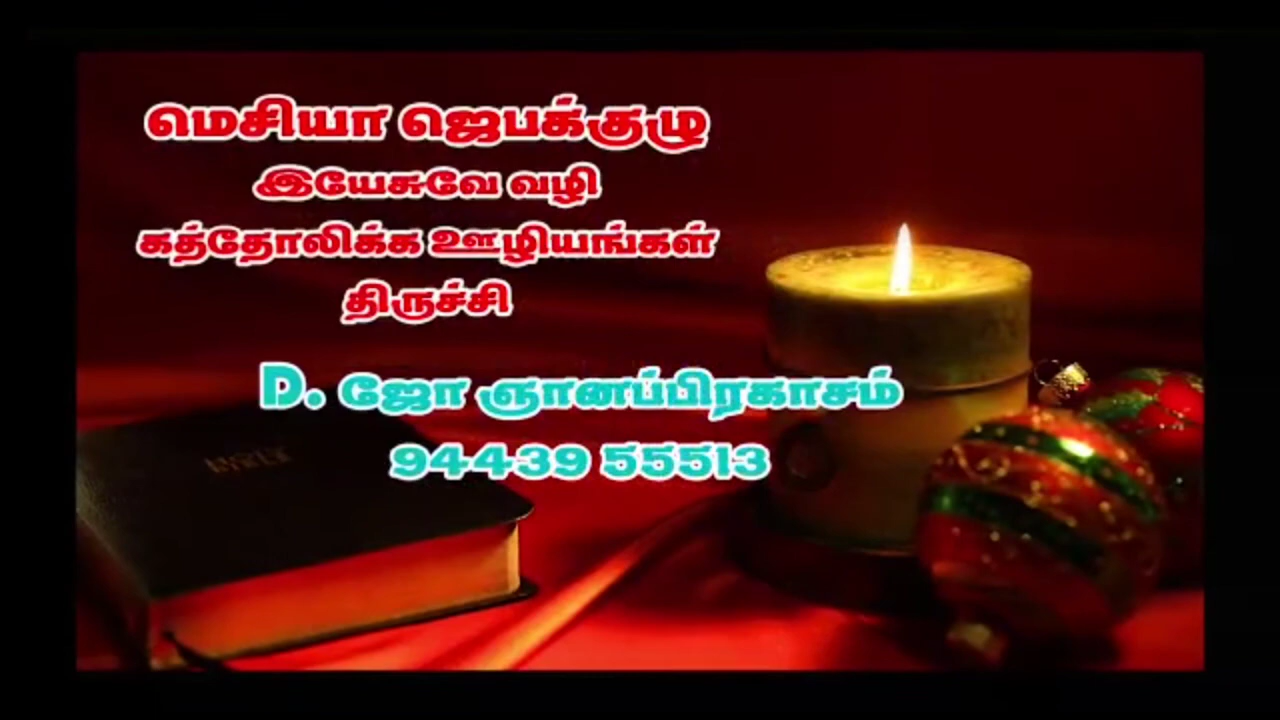 மெசியா ஜெபக்குழு
இயேசுவே வழி
கத்தோலிக்க ஊழியங்கள்
திருச்சி
D. ஜோ ஞானப்பிரகாசம்
94439 55513